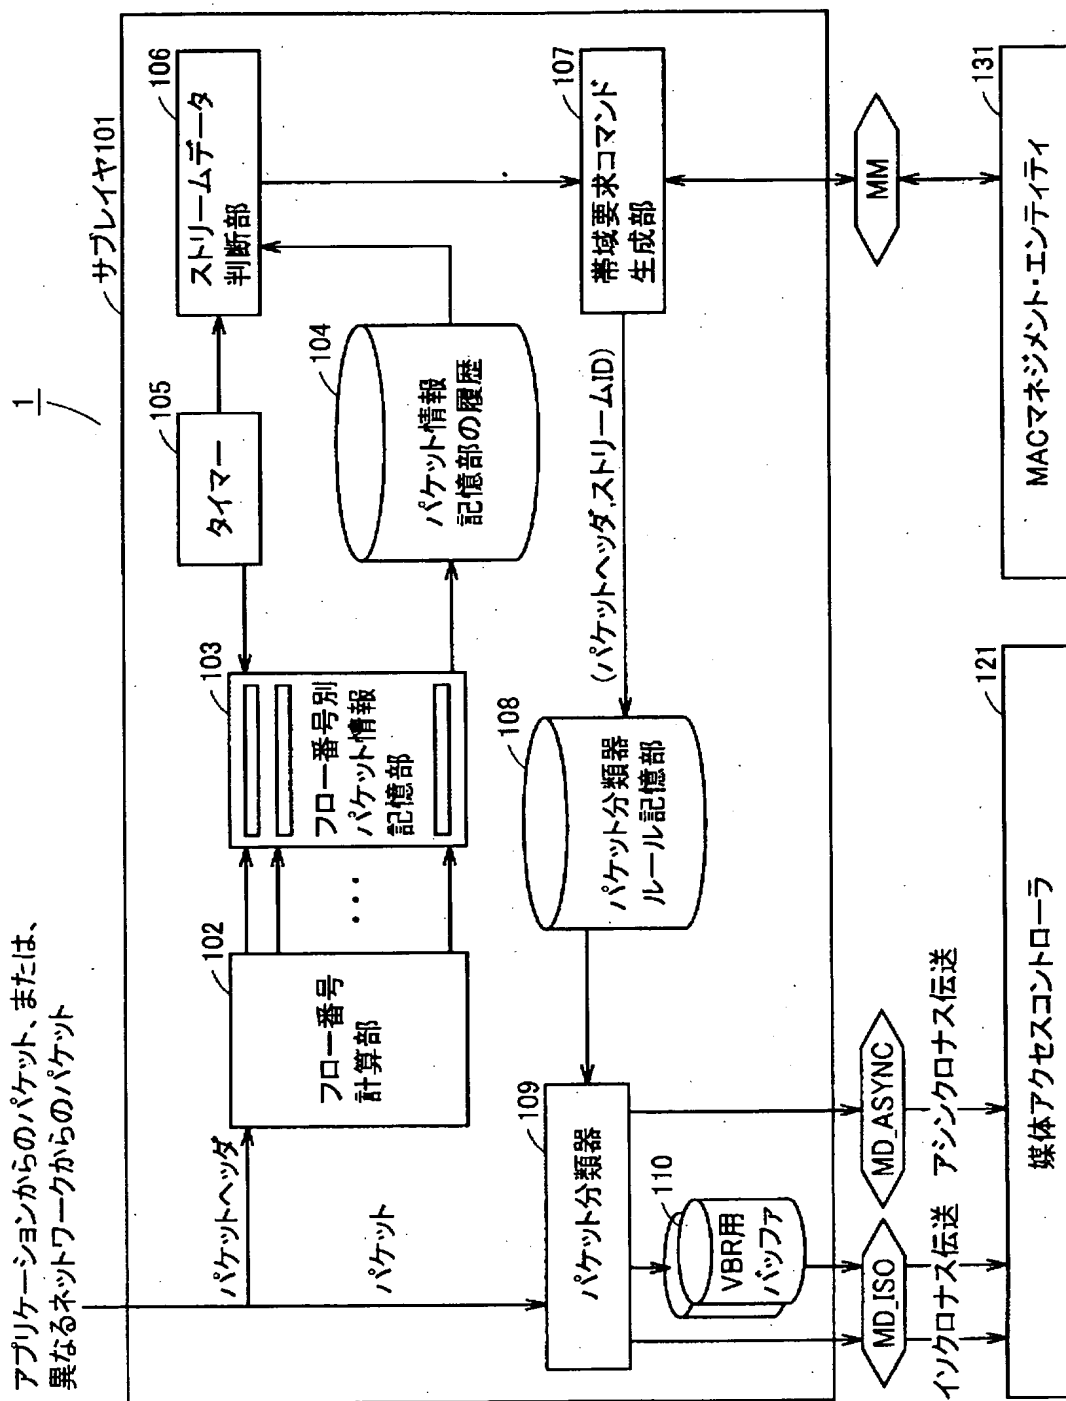 1
アプリケーションからのパケット、または、
異なるネットワークからのパケット
サブレイヤ101
パケットヘッダ
パケット
102
フロー番号
計算部
・・・
103
フロー番号別
パケット情報
記憶部
105
タイマー
106
ストリームデータ
判断部
104
パケット情報
記憶部の履歴
107
帯域要求コマンド
生成部
(パケットヘッダ,ストリームID)
108
パケット分類器
ルール記憶部
109
パケット分類器
110
VBR用
バッファ
MD_ISO
MD_ASYNC
MM
イソクロナス伝送
アシンクロナス伝送
121
媒体アクセスコントローラ
131
MACマネジメント・エンティティ